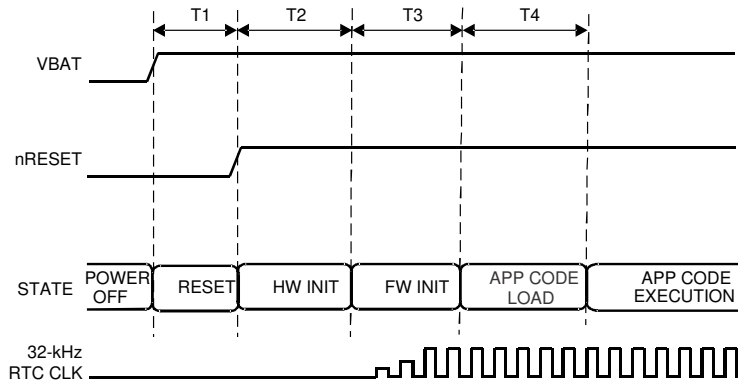 T1 T2 T3 T4
VBAT
nRESET
STATE
POWER
OFF
RESET
HW INIT
FW INIT
APP CODE
LOAD
APP CODE
EXECUTION
32-kHz
RTC CLK